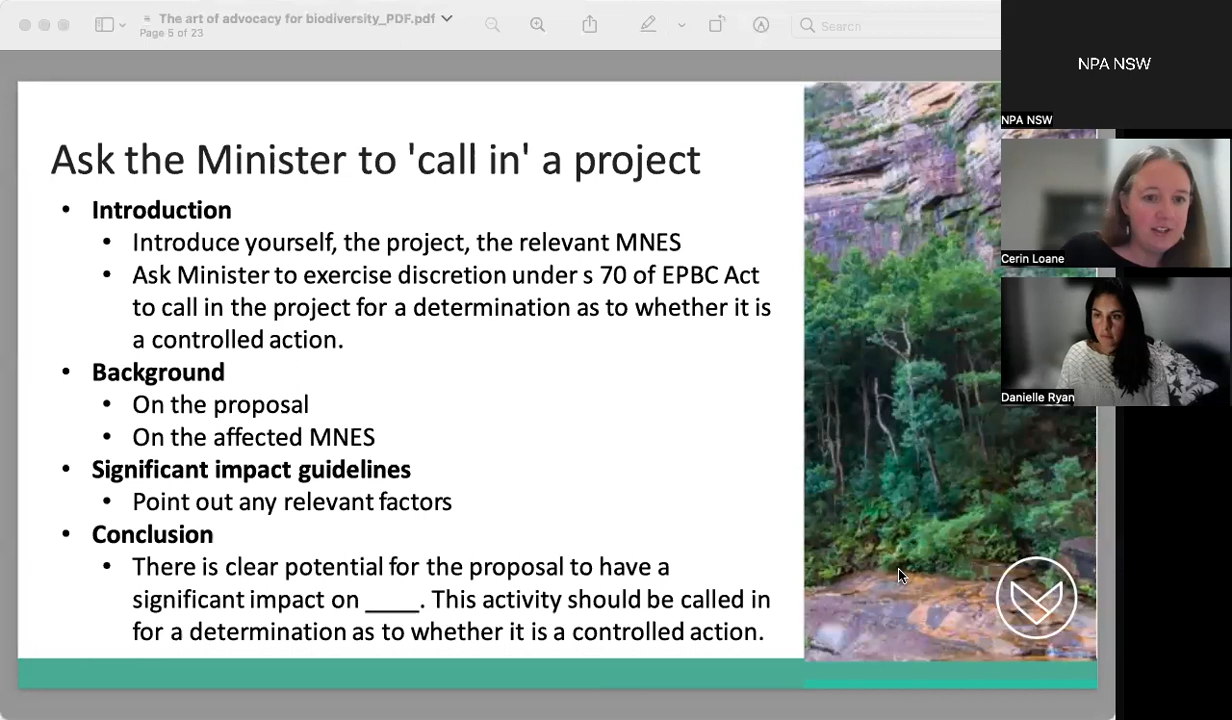 The art of advocacy for biodiversity_PDF.pdf
Page 5 of 23
Search
Ask the Minister to 'call in' a project
• Introduction
• Introduce yourself, the project, the relevant MNES
• Ask Minister to exercise discretion under s 70 of EPBC Act
to call in the project for a determination as to whether it is
a controlled action.
• Background
• On the proposal
• On the affected MNES
• Significant impact guidelines
• Point out any relevant factors
• Conclusion
• There is clear potential for the proposal to have a
significant impact on ____. This activity should be called in
for a determination as to whether it is a controlled action.
NPA NSW
NPA NSW
Cerin Loane
Danielle Ryan